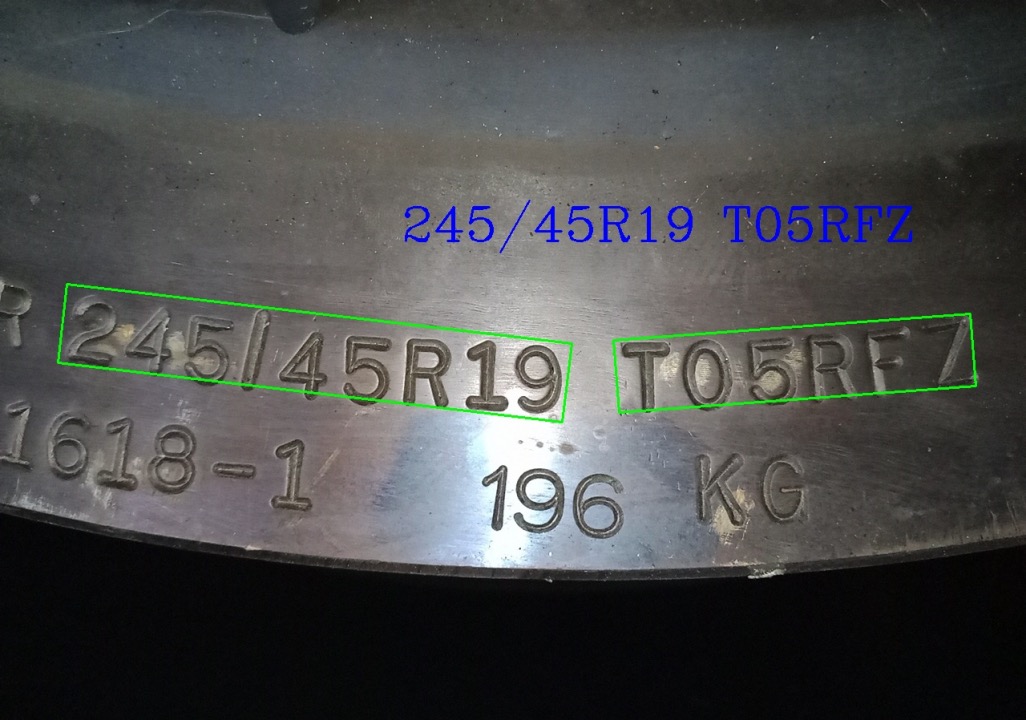 245/45R19 T05RFZ
R 245/45R19 T05RFZ
1618-1 196 KG